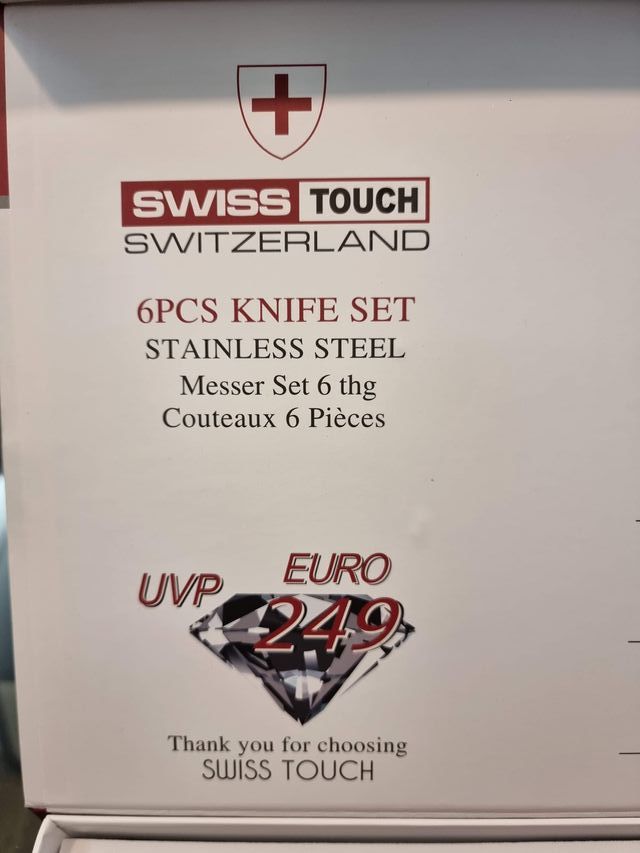 SWISS TOUCH
SWITZERLAND
6PCS KNIFE SET
STAINLESS STEEL
Messer Set 6 thg
Couteaux 6 Pièces
UVP EURO
249
Thank you for choosing
SWISS TOUCH